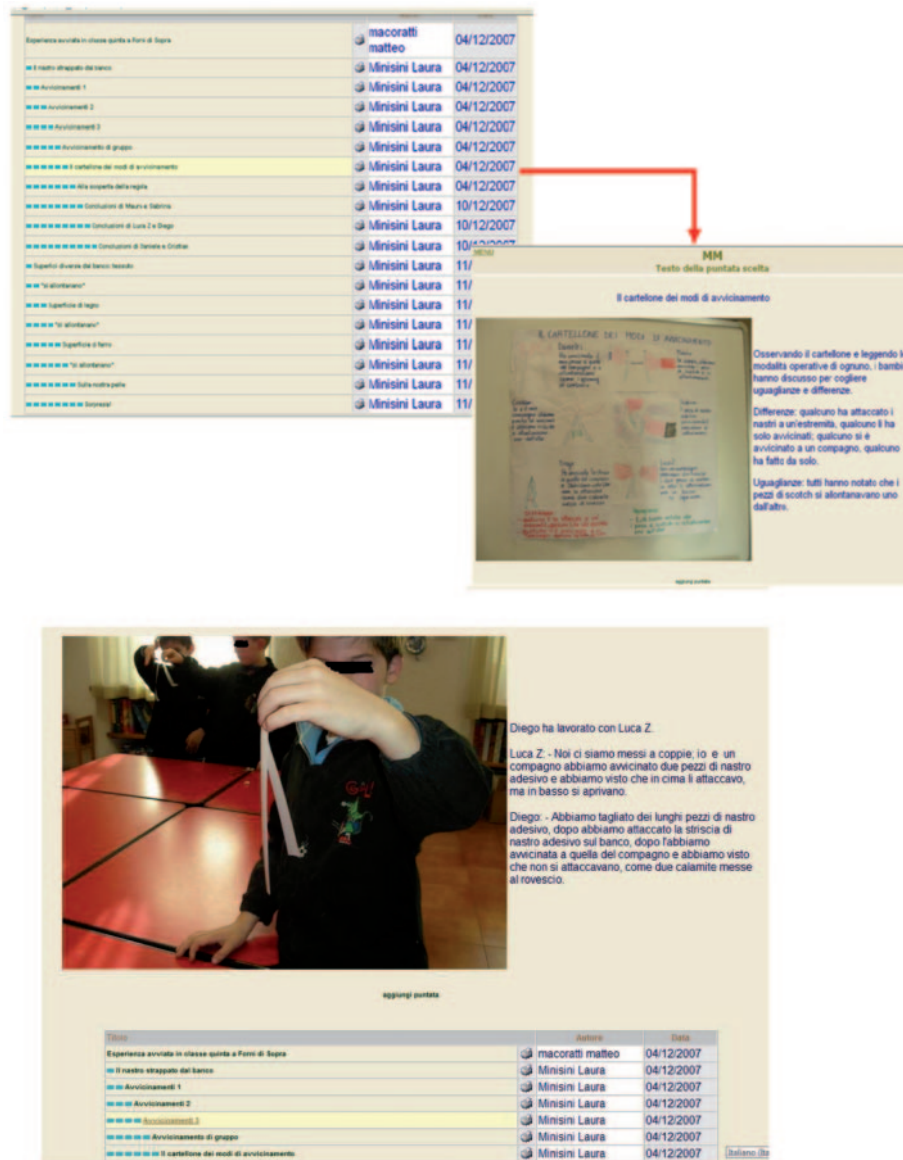 Esperienza avviata in classe quinta a Forni di Sopra macoratti matteo 04/12/2007
Il nastro strappato dal banco Minisini Laura 04/12/2007
Avvicinamenti 1 Minisini Laura 04/12/2007
Avvicinamenti 2 Minisini Laura 04/12/2007
Avvicinamenti 3 Minisini Laura 04/12/2007
Avvicinamento di gruppo Minisini Laura 04/12/2007
Il cartellone dei modi di avvicinamento Minisini Laura 04/12/2007
Alla scoperta della regola Minisini Laura 04/12/2007
Conclusioni di Mauro e Sabrina Minisini Laura 10/12/2007
Conclusioni di Luca Z e Diego Minisini Laura 10/12/2007
Conclusioni di Daniele e Cristian Minisini Laura 10/12/2007
Superfici diverse dal banco: tessuto Minisini Laura 11/
"si allontanano" Minisini Laura 11/
Superficie di legno Minisini Laura 11/
"si allontanano" Minisini Laura 11/
Superficie di ferro Minisini Laura 11/
"si allontanano" Minisini Laura 11/
Sulla nostra pelle Minisini Laura 11/
Sorpresa! Minisini Laura 11/
MENU
MM
Testo della puntata scelta
Il cartellone dei modi di avvicinamento
IL CARTELLONE DEI MODI DI AVVICINAMENTO
Osservando il cartellone e leggendo l
modalità operative di ognuno, i bambi
hanno discusso per cogliere
uguaglianze e differenze.
Differenze: qualcuno ha attaccato i
nastri a un'estremità, qualcuno li ha
solo avvicinati; qualcuno si è
avvicinato a un compagno, qualcuno
ha fatto da solo.
Uguaglianze: tutti hanno notato che i
pezzi di scotch si allontanavano uno
dall'altro.
aggiungi puntata
Diego ha lavorato con Luca Z.
Luca Z: - Noi ci siamo messi a coppie; io e un
compagno abbiamo avvicinato due pezzi di nastro
adesivo e abbiamo visto che in cima li attaccavo,
ma in basso si aprivano.
Diego: - Abbiamo tagliato dei lunghi pezzi di nastro
adesivo, dopo abbiamo attaccato la striscia di
nastro adesivo sul banco, dopo l'abbiamo
avvicinata a quella del compagno e abbiamo visto
che non si attaccavano, come due calamite messe
al rovescio.
aggiungi puntata
Titolo Autore Data
Esperienza avviata in classe quinta a Forni di Sopra macoratti matteo 04/12/2007
Il nastro strappato dal banco Minisini Laura 04/12/2007
Avvicinamenti 1 Minisini Laura 04/12/2007
Avvicinamenti 2 Minisini Laura 04/12/2007
Avvicinamenti 3 Minisini Laura 04/12/2007
Avvicinamento di gruppo Minisini Laura 04/12/2007
Il cartellone dei modi di avvicinamento Minisini Laura 04/12/2007
Italiano (Ita